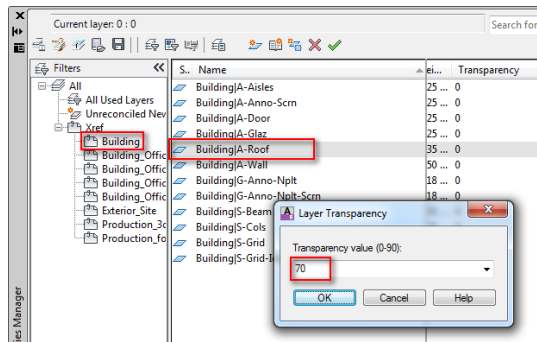 Current layer: 0 : 0
Search for
Filters
All
All Used Layers
Unreconciled New
Xref
Building
Building_Offic
Building_Offic
Building_Offic
Building_Offic
Exterior_Site
Production_3d
Production_fo
S.. Name ei... Transparency
Building|A-Aisles 25 ... 0
Building|A-Anno-Scrn 25 ... 0
Building|A-Door 25 ... 0
Building|A-Glaz 25 ... 0
Building|A-Roof 35 ... 0
Building|A-Wall 50 ... 0
Building|G-Anno-Nplt 18 ... 0
Building|G-Anno-Nplt-Scrn 18 ... 0
Building|S-Beam
Building|S-Cols
Building|S-Grid
Building|S-Grid-I
Layer Transparency
Transparency value (0-90):
70
OK Cancel Help
ies Manager